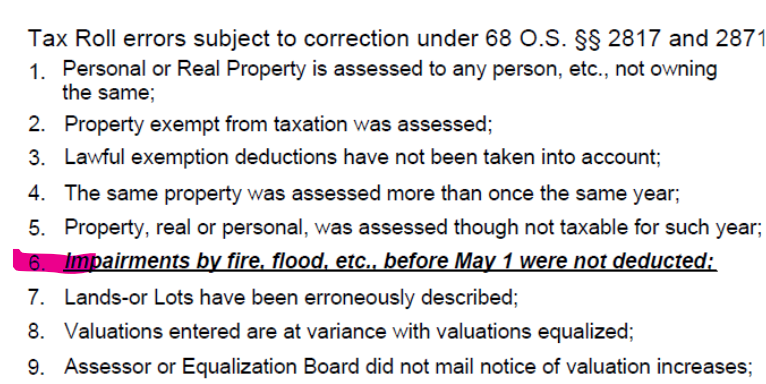 Tax Roll errors subject to correction under 68 O.S. §§ 2817 and 2871
1. Personal or Real Property is assessed to any person, etc., not owning
the same;
2. Property exempt from taxation was assessed;
3. Lawful exemption deductions have not been taken into account;
4. The same property was assessed more than once the same year;
5. Property, real or personal, was assessed though not taxable for such year;
6. Impairments by fire, flood, etc., before May 1 were not deducted;
7. Lands-or Lots have been erroneously described;
8. Valuations entered are at variance with valuations equalized;
9. Assessor or Equalization Board did not mail notice of valuation increases;